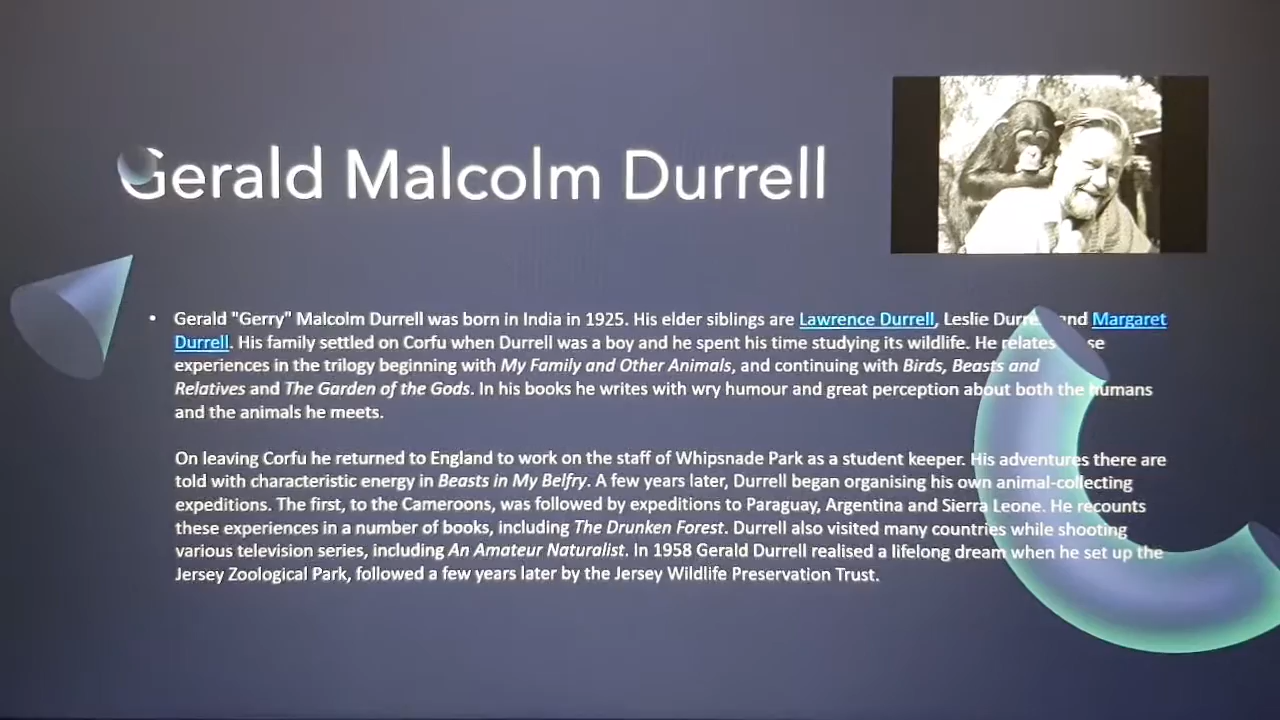 Gerald Malcolm Durrell
• Gerald "Gerry" Malcolm Durrell was born in India in 1925. His elder siblings are Lawrence Durrell, Leslie Durrell and Margaret
Durrell. His family settled on Corfu when Durrell was a boy and he spent his time studying its wildlife. He relates
experiences in the trilogy beginning with My Family and Other Animals, and continuing with Birds, Beasts and
Relatives and The Garden of the Gods. In his books he writes with wry humour and great perception about both the humans
and the animals he meets.
On leaving Corfu he returned to England to work on the staff of Whipsnade Park as a student keeper. His adventures there are
told with characteristic energy in Beasts in My Belfry. A few years later, Durrell began organising his own animal-collecting
expeditions. The first, to the Cameroons, was followed by expeditions to Paraguay, Argentina and Sierra Leone. He recounts
these experiences in a number of books, including The Drunken Forest. Durrell also visited many countries while shooting
various television series, including An Amateur Naturalist. In 1958 Gerald Durrell realised a lifelong dream when he set up the
Jersey Zoological Park, followed a few years later by the Jersey Wildlife Preservation Trust.